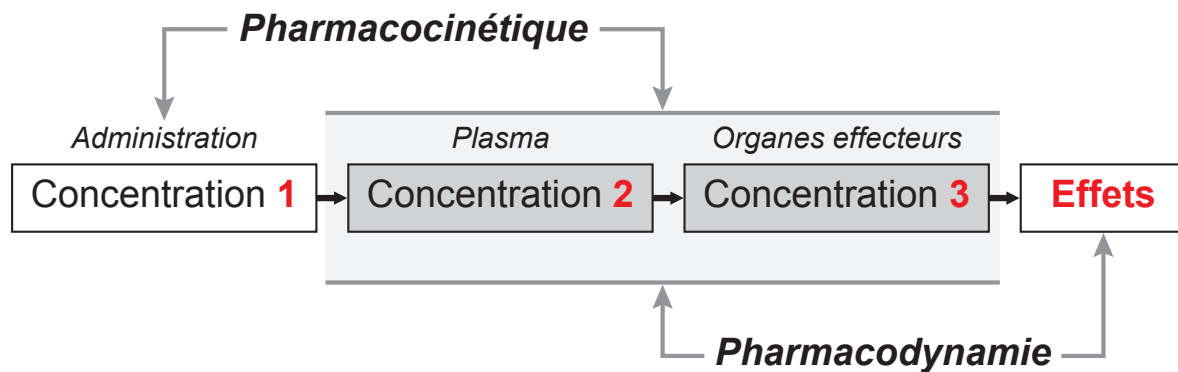 Pharmacocinétique
Administration Plasma Organes effecteurs
Concentration 1 Concentration 2 Concentration 3 Effets
Pharmacodynamie